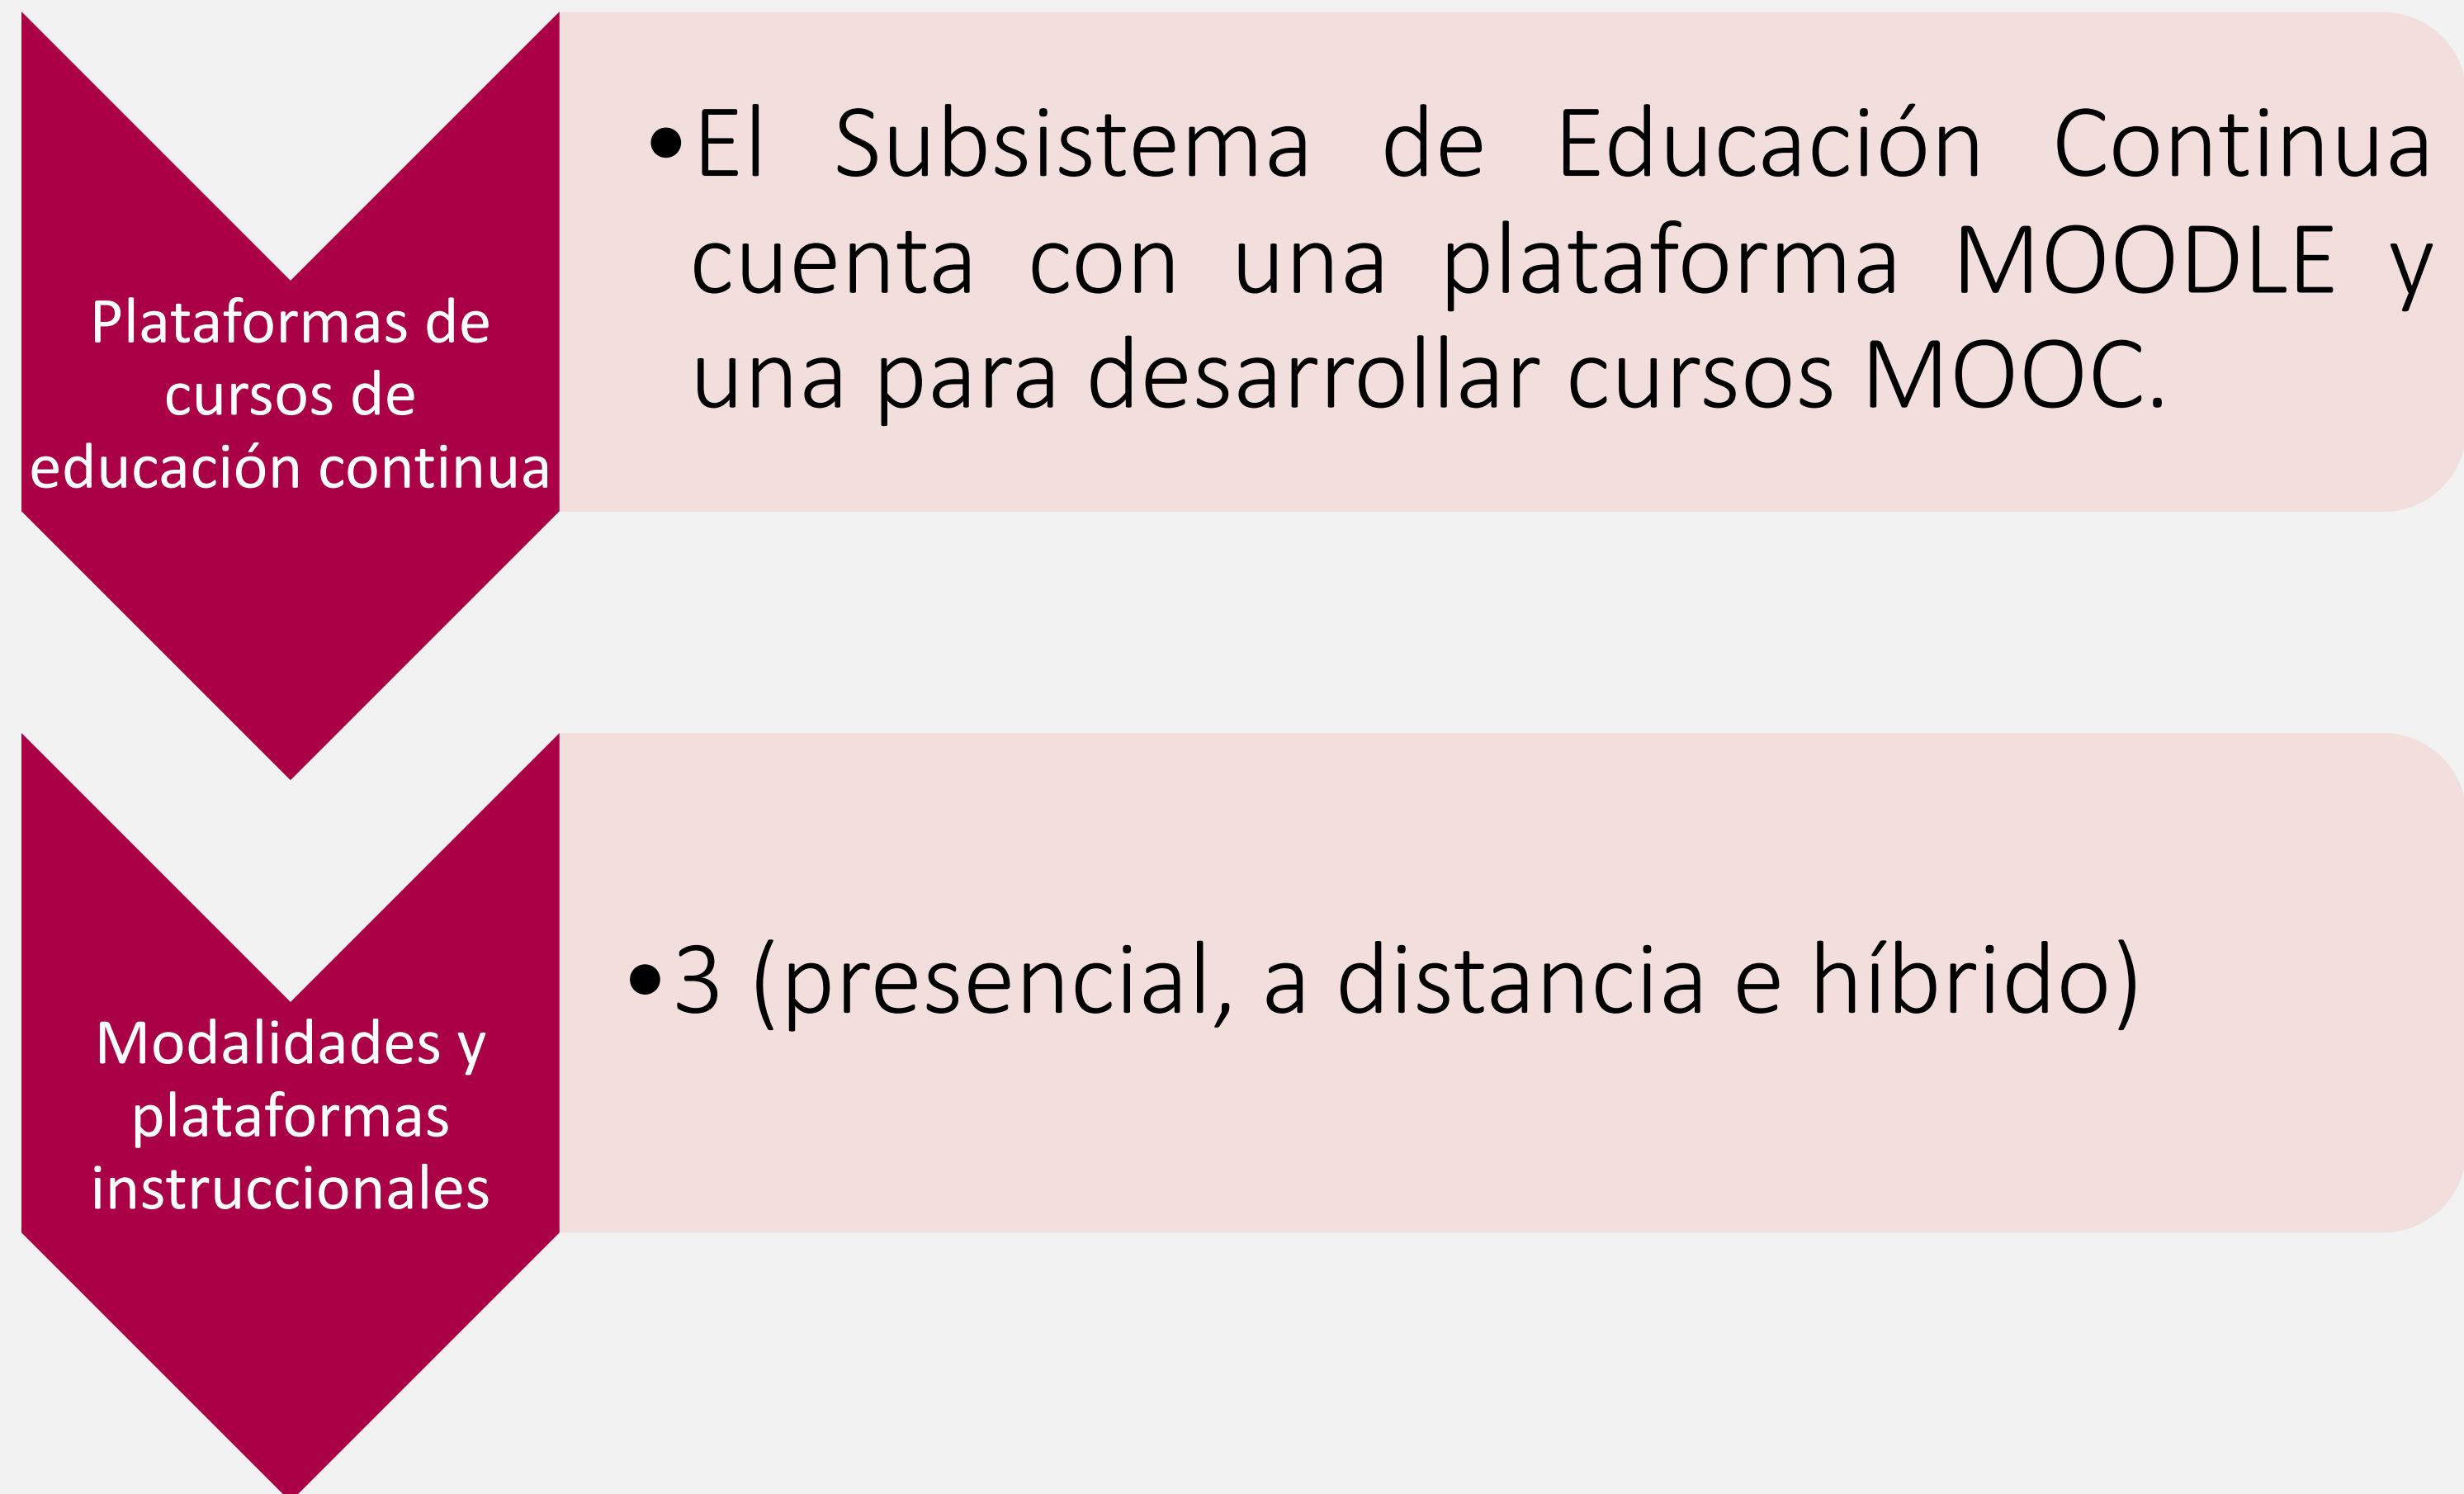 Plataformas de
cursos de
educación continua
•El Subsistema de Educación Continua
cuenta con una plataforma MOODLE y
una para desarrollar cursos MOOC.
Modalidades y
plataformas
instruccionales
•3 (presencial, a distancia e híbrido)